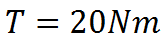 T = 20Nm